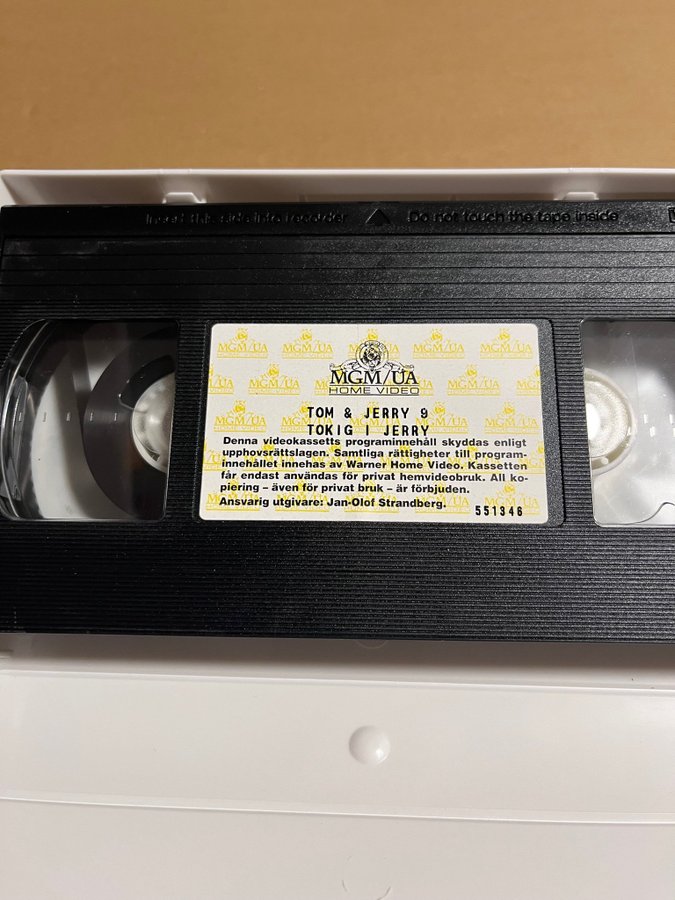 Insert this side into recorder Do not touch the tape inside
MGM/UA
HOME VIDEO
TOM & JERRY 9
TOKIG I JERRY
Denna videokassetts programinnehåll skyddas enligt
upphovsrättslagen. Samtliga rättigheter till program-
innehållet innehas av Warner Home Video. Kassetten
får endast användas för privat hemvideobruk. All ko-
piering – även för privat bruk – är förbjuden.
Ansvarig utgivare: Jan-Olof Strandberg.
551346